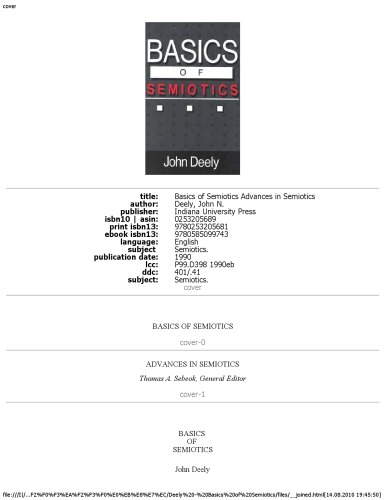 cover
BASICS
OF
SEMIOTICS
John Deely
title: Basics of Semiotics Advances in Semiotics
author: Deely, John N.
publisher: Indiana University Press
isbn10 | asin: 0253205689
print isbn13: 9780253205681
ebook isbn13: 9780585099743
language: English
subject Semiotics.
publication date: 1990
lcc: P99.D398 1990eb
ddc: 401/.41
subject: Semiotics.
cover
BASICS OF SEMIOTICS
cover-0
ADVANCES IN SEMIOTICS
Thomas A. Sebeok, General Editor
cover-1
BASICS
OF
SEMIOTICS
John Deely
file:///E|/...F2%F0%F3%EA%F2%F3%F0%E0%EB%E8%E7%EC/Deely%20-%20Basics%20of%20Semiotics/files/__joined.html[14.08.2010 19:45:50]